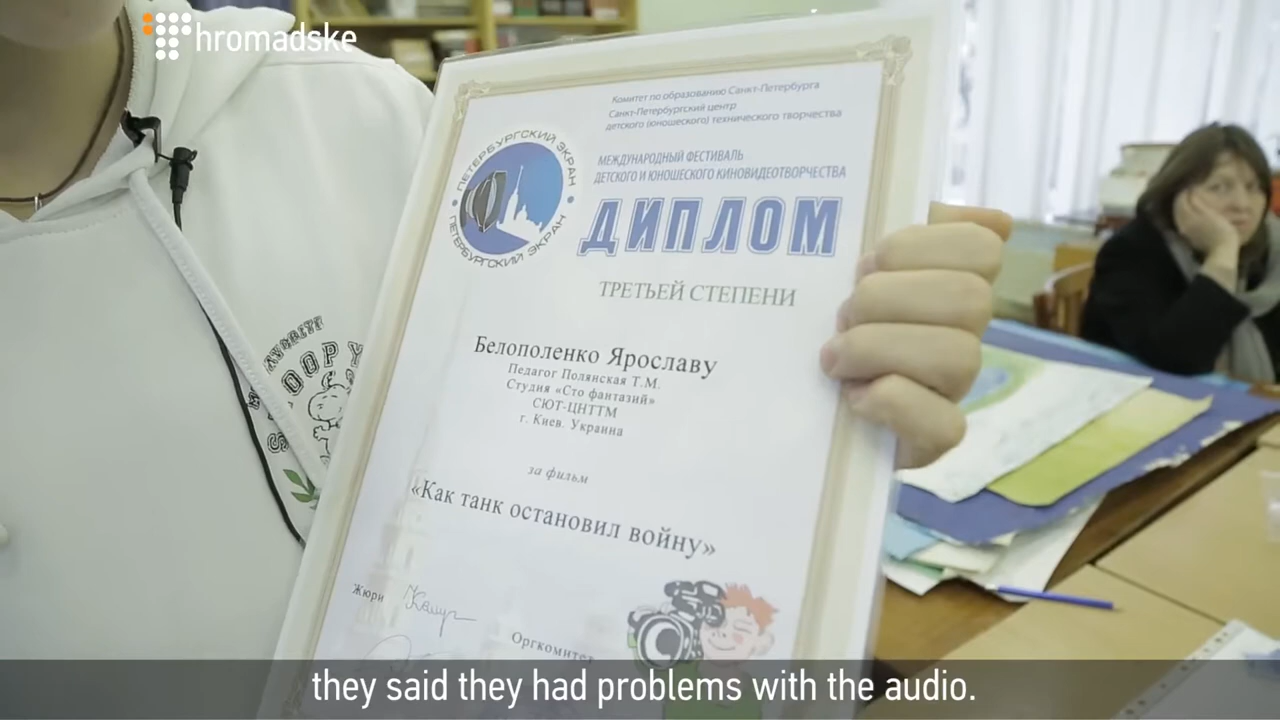 hromadske
Комитет по образованию Санкт-Петербурга
Санкт-Петербургский центр
детского (юношеского) технического творчества
ПЕТЕРБУРГСКИЙ ЭКРАН
ПЕТЕРБУРГСКИЙ ЭКРАН
МЕЖДУНАРОДНЫЙ ФЕСТИВАЛЬ
ДЕТСКОГО И ЮНОШЕСКОГО КИНОВИДЕОТВОРЧЕСТВА
ДИПЛОМ
ТРЕТЬЕЙ СТЕПЕНИ
Белополенко Ярославу
Педагог Полянская Т.М.
Студия «Сто фантазий»
СЮТ-ЦНТТМ
г. Киев. Украина
за фильм
«Как танк остановил войну»
Жюри
Оргкомитет
they said they had problems with the audio.